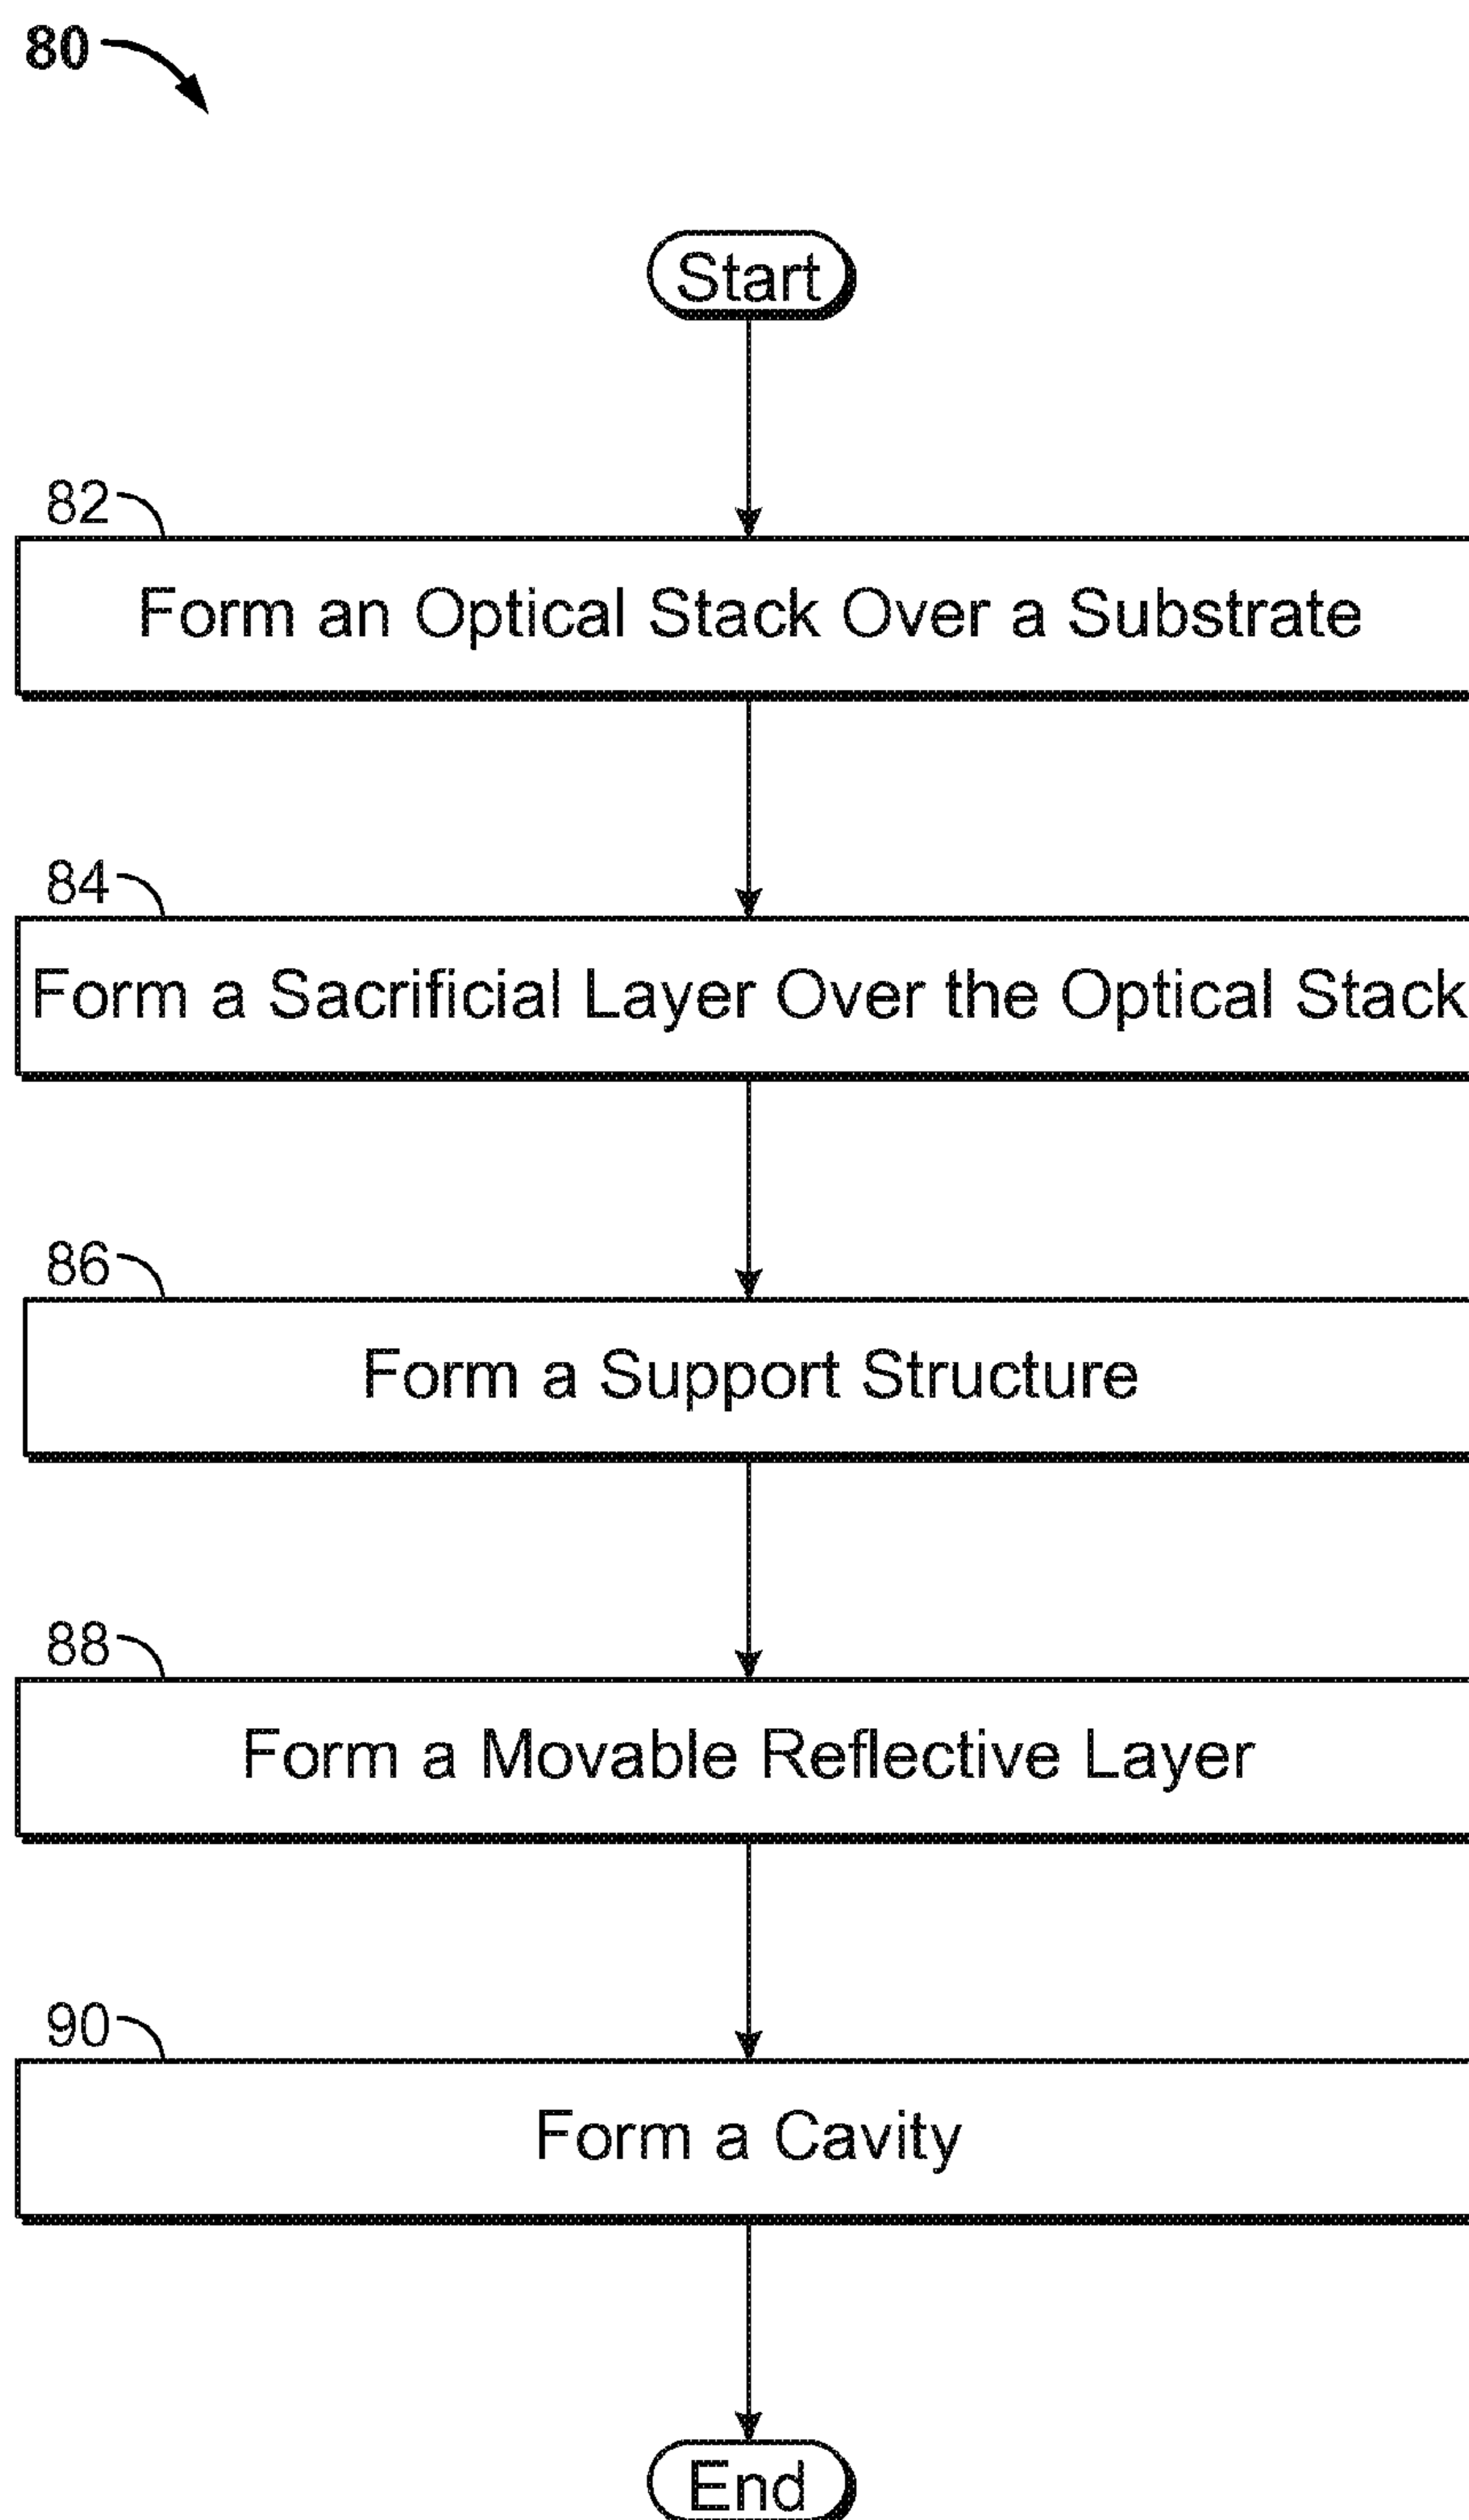 80
Start
82
Form an Optical Stack Over a Substrate
84
Form a Sacrificial Layer Over the Optical Stack
86
Form a Support Structure
88
Form a Movable Reflective Layer
90
Form a Cavity
End